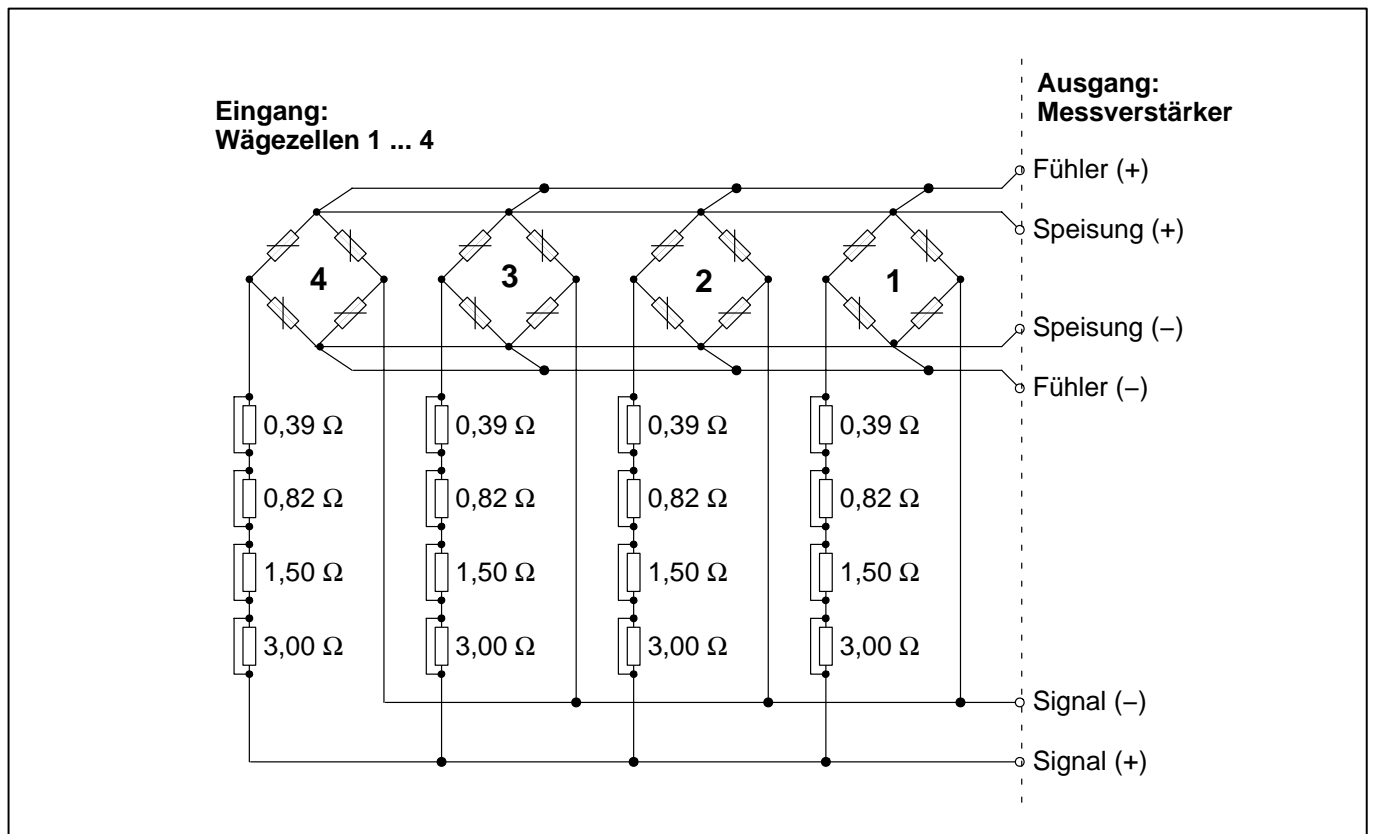 Eingang:
Wägezellen 1 ... 4
Ausgang:
Messverstärker
Fühler (+)
Speisung (+)
4
3
2
1
Speisung (–)
Fühler (–)
0,39 Ω
0,39 Ω
0,39 Ω
0,39 Ω
0,82 Ω
0,82 Ω
0,82 Ω
0,82 Ω
1,50 Ω
1,50 Ω
1,50 Ω
1,50 Ω
3,00 Ω
3,00 Ω
3,00 Ω
3,00 Ω
Signal (–)
Signal (+)